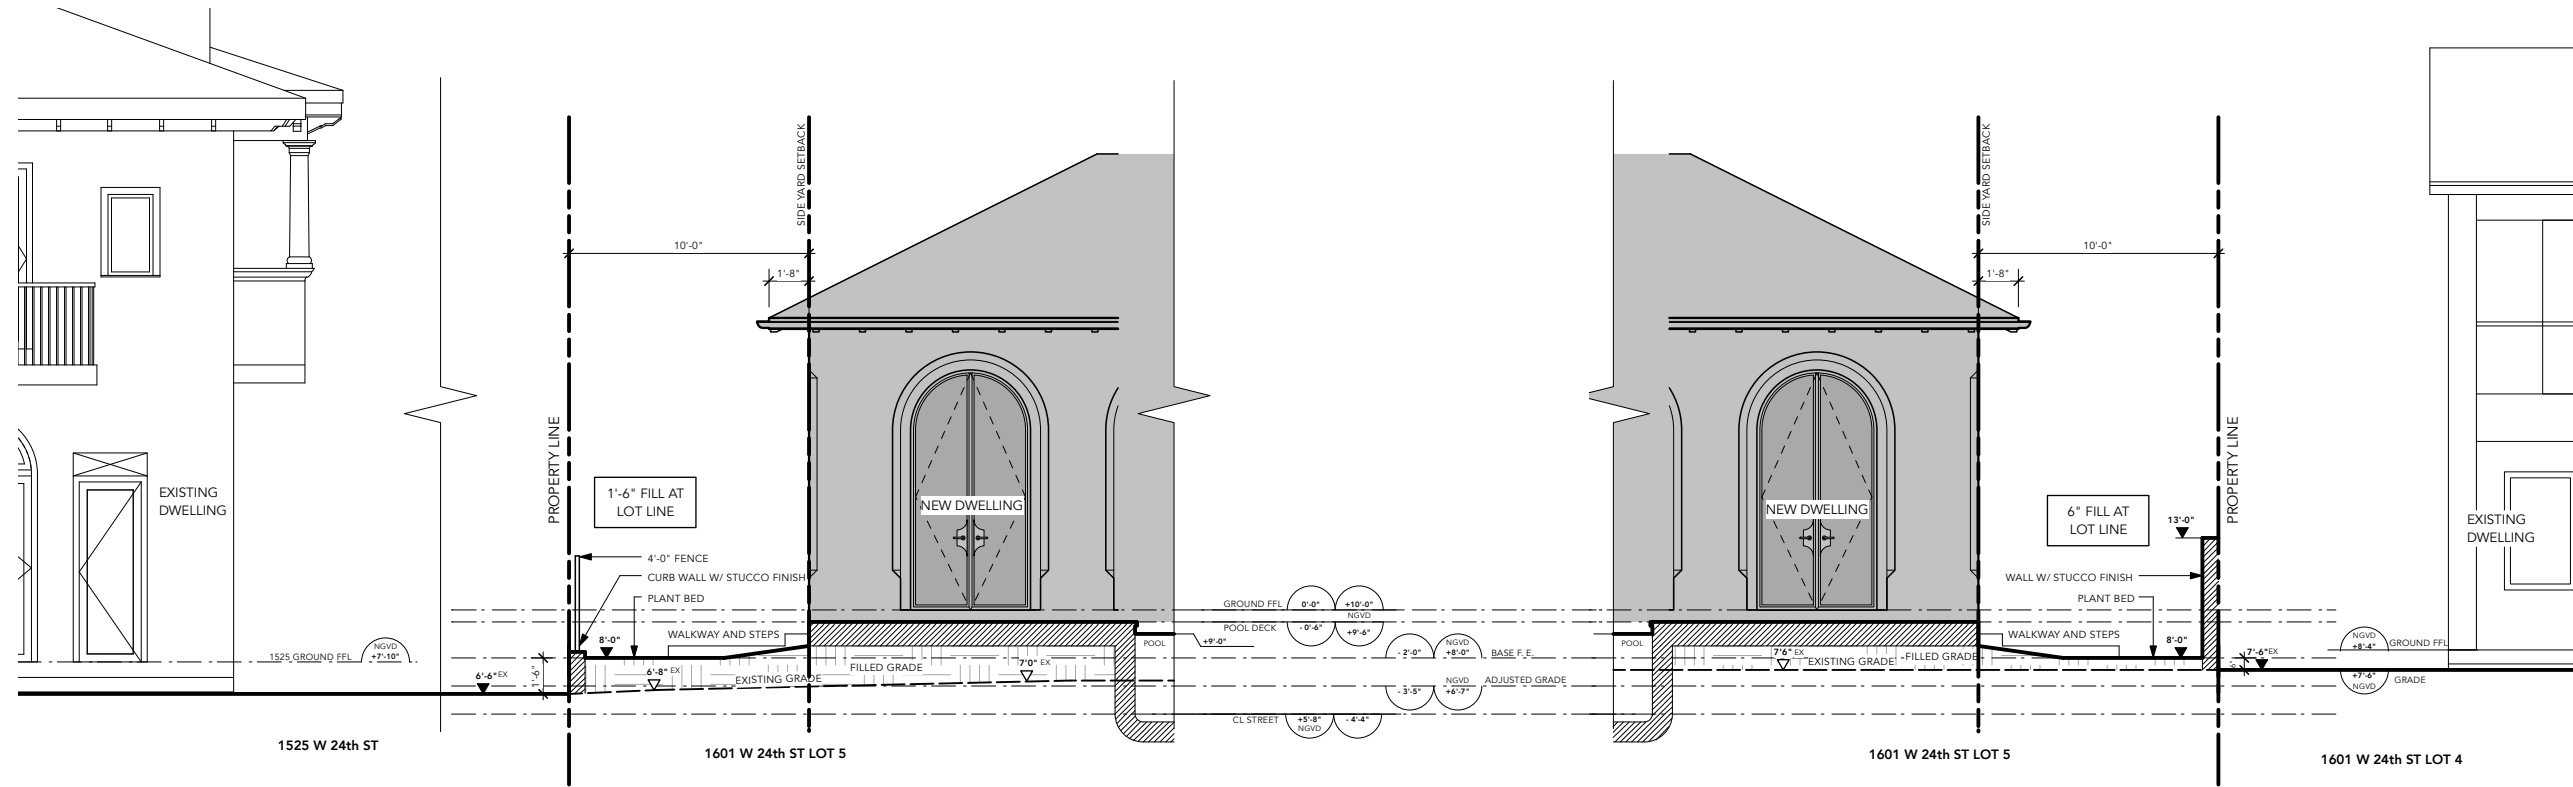 SIDE YARD SETBACK
10'-0"
1'-8"
PROPERTY LINE
EXISTING
DWELLING
1'-6" FILL AT
LOT LINE
NEW DWELLING
4'-0" FENCE
CURB WALL W/ STUCCO FINISH
PLANT BED
WALKWAY AND STEPS
8'-0"
1525 GROUND FFL
NGVD
+7'-10"
6'-6" EX
1'-6"
6'-8" EX
EXISTING GRADE
FILLED GRADE
7'0" EX
POOL
+9'-0"
GROUND FFL
0'-0"
+10'-0"
NGVD
POOL DECK
- 0'-6"
+9'-6"
- 2'-0"
NGVD
+8'-0"
BASE F. E.
- 3'-5"
NGVD
+6'-7"
ADJUSTED GRADE
CL STREET
+5'-8"
NGVD
- 4'-4"
1525 W 24th ST
1601 W 24th ST LOT 5
SIDE YARD SETBACK
10'-0"
1'-8"
PROPERTY LINE
6" FILL AT
LOT LINE
13'-0"
NEW DWELLING
EXISTING
DWELLING
WALL W/ STUCCO FINISH
PLANT BED
WALKWAY AND STEPS
8'-0"
POOL
7'6" EX
EXISTING GRADE
FILLED GRADE
6"
7'-6" EX
NGVD
+8'-4"
GROUND FFL
+7'-6"
NGVD
GRADE
1601 W 24th ST LOT 5
1601 W 24th ST LOT 4